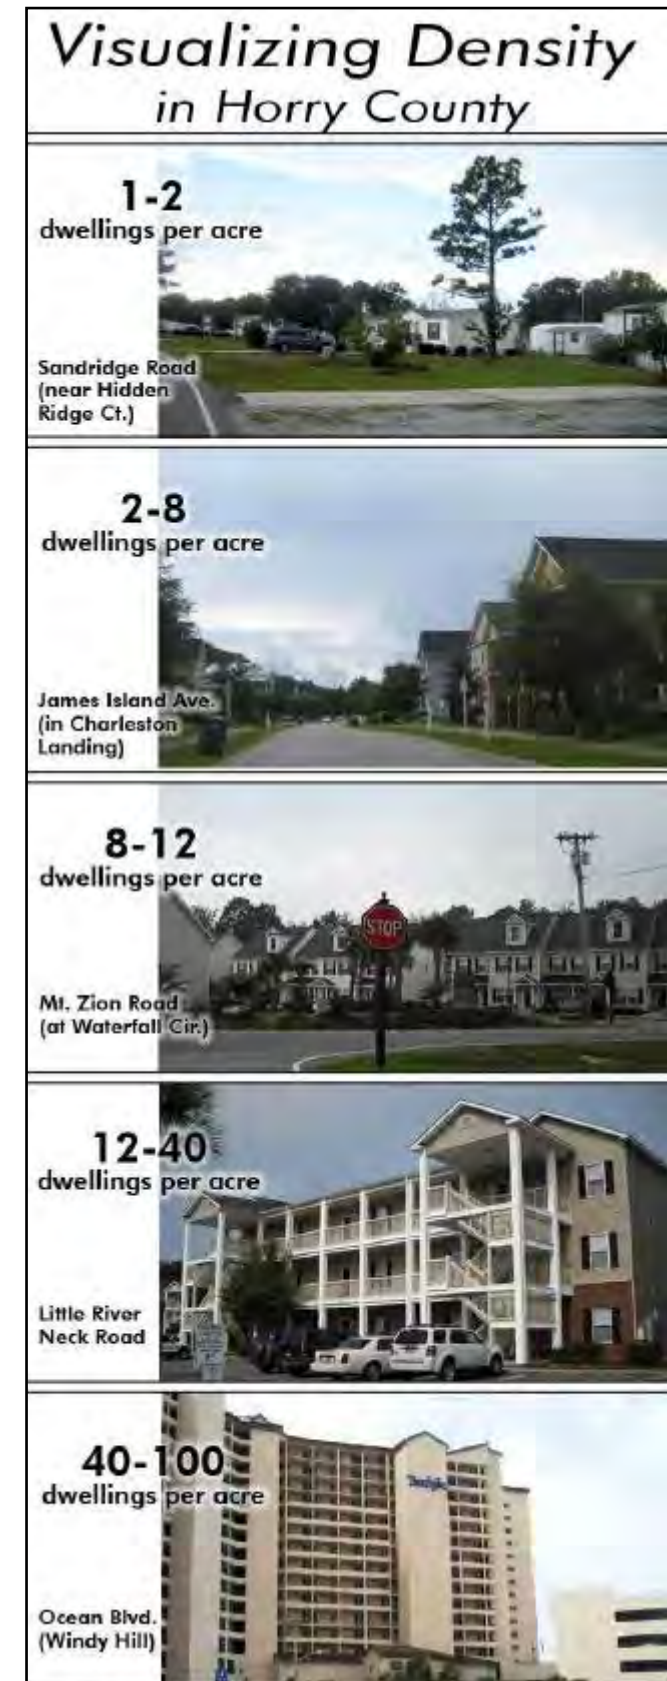 Visualizing Density
in Horry County
1-2
dwellings per acre
Sandridge Road
(near Hidden
Ridge Ct.)
2-8
dwellings per acre
James Island Ave.
(in Charleston
Landing)
8-12
dwellings per acre
STOP
Mt. Zion Road
(at Waterfall Cir.)
12-40
dwellings per acre
Little River
Neck Road
40-100
dwellings per acre
Ocean Blvd.
(Windy Hill)